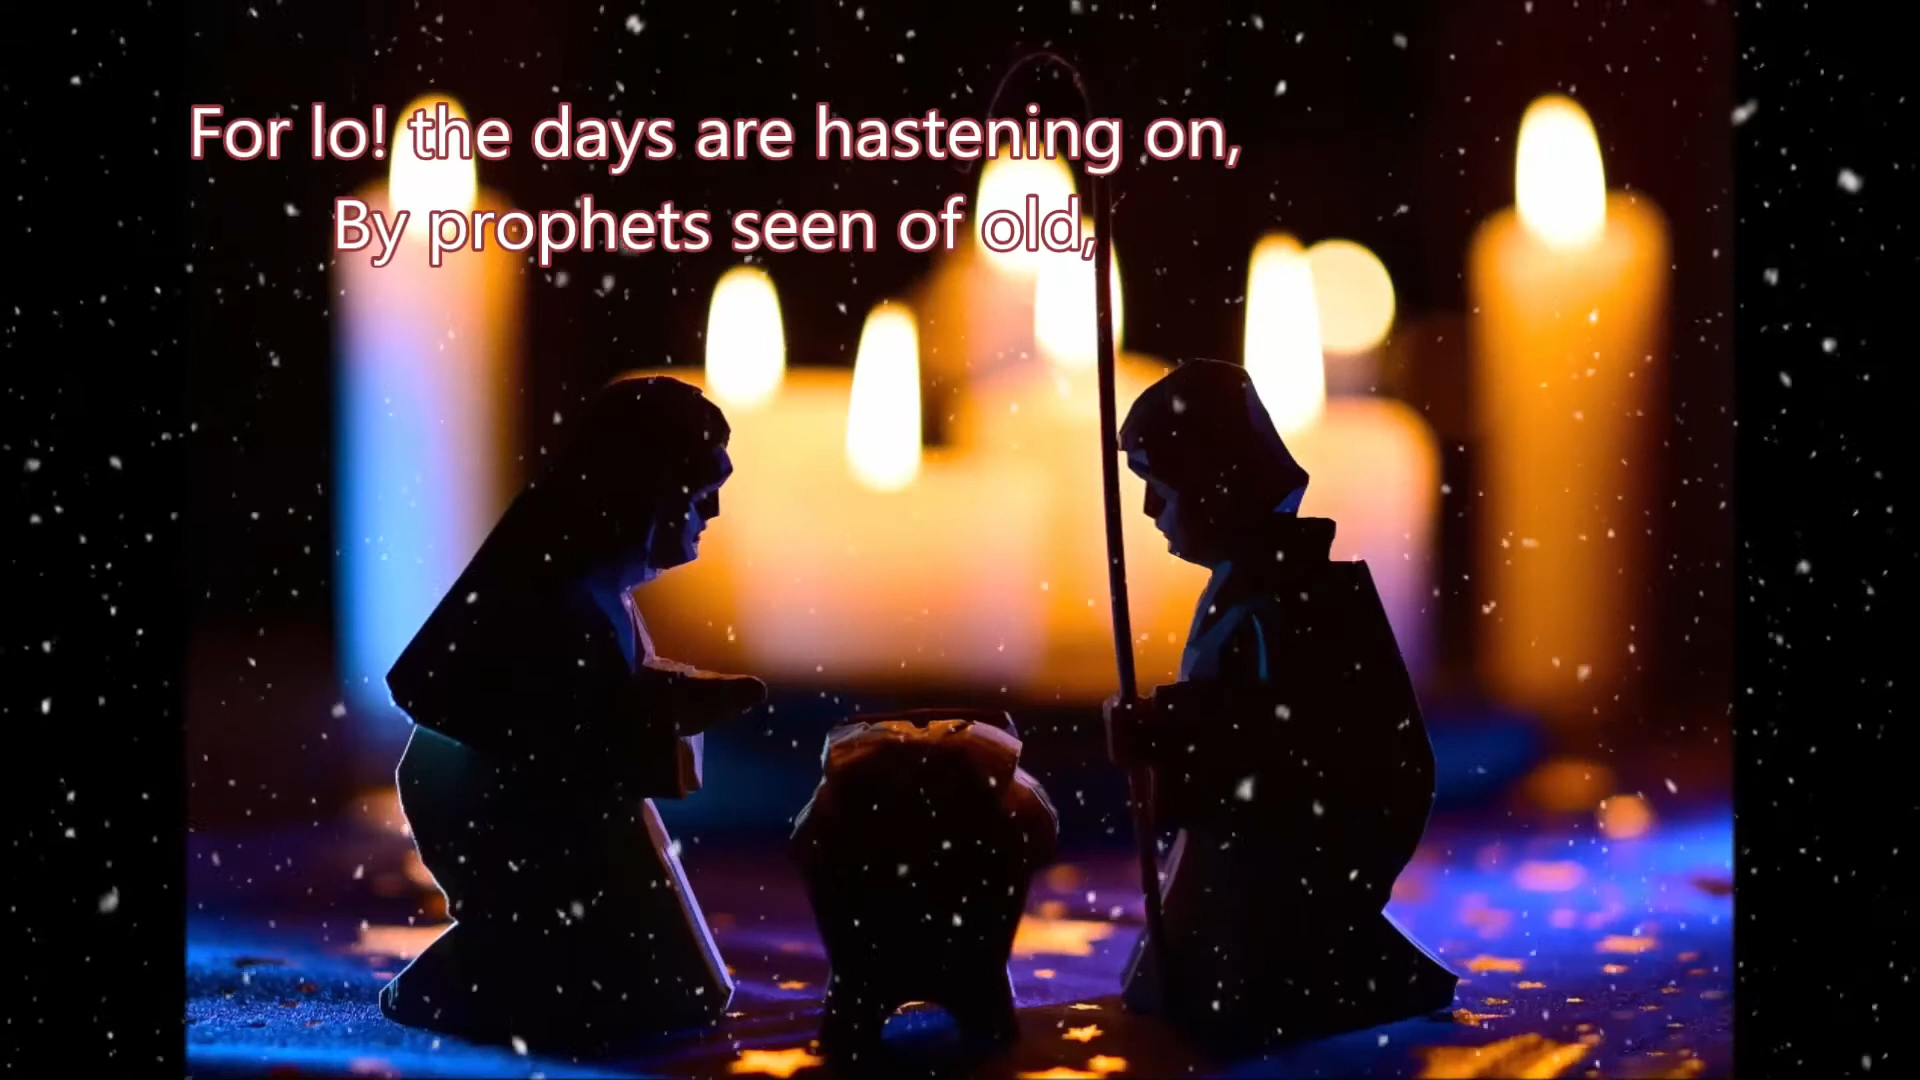 For lo! the days are hastening on,
By prophets seen of old,